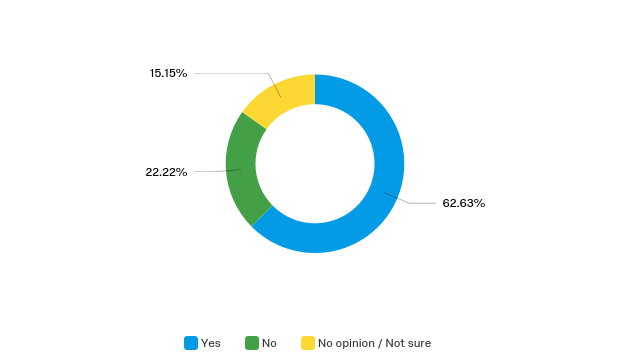 15.15%
22.22%
62.63%
Yes
No
No opinion / Not sure